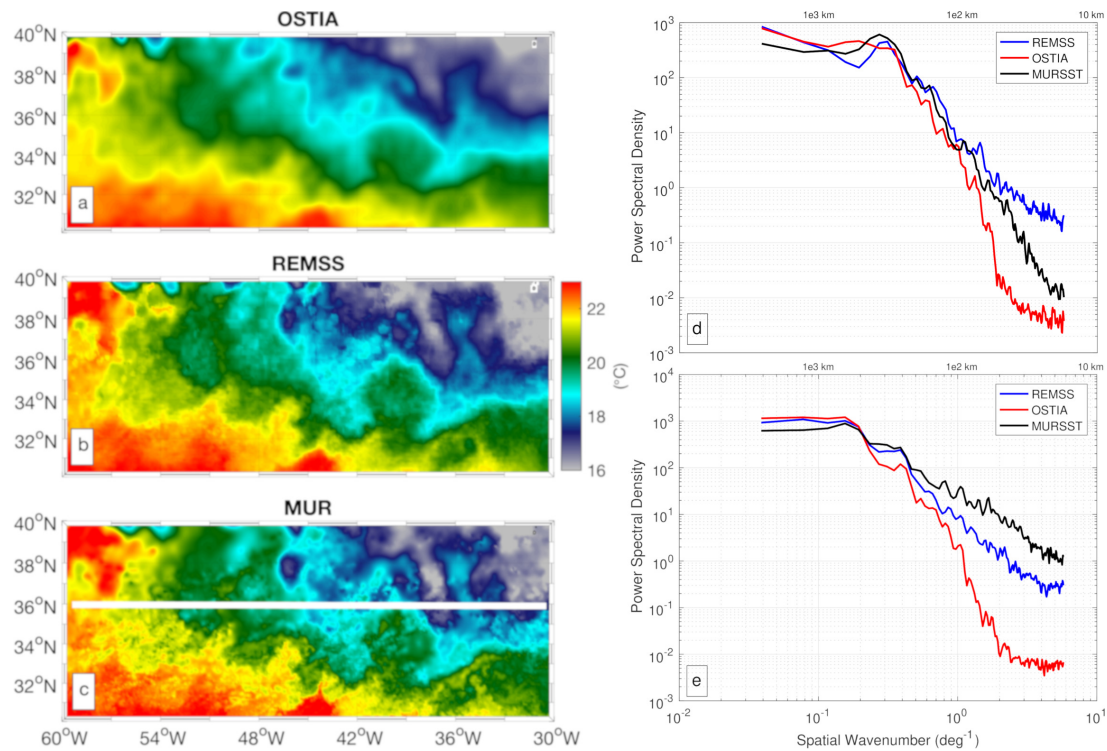 OSTIA
40°N
38°N
36°N
34°N
32°N
a
REMSS
40°N
38°N
36°N
34°N
32°N
b
22
20
18
16
(°C)
MUR
40°N
38°N
36°N
34°N
32°N
c
60°W 54°W 48°W 42°W 36°W 30°W
1e3 km 1e2 km 10 km
10³
10²
10¹
10⁰
10⁻¹
10⁻²
10⁻³
Power Spectral Density
REMSS
OSTIA
MURSST
d
1e3 km 1e2 km 10 km
10⁴
10³
10²
10¹
10⁰
10⁻¹
10⁻²
10⁻³
Power Spectral Density
REMSS
OSTIA
MURSST
e
10⁻² 10⁻¹ 10⁰ 10¹
Spatial Wavenumber (deg⁻¹)